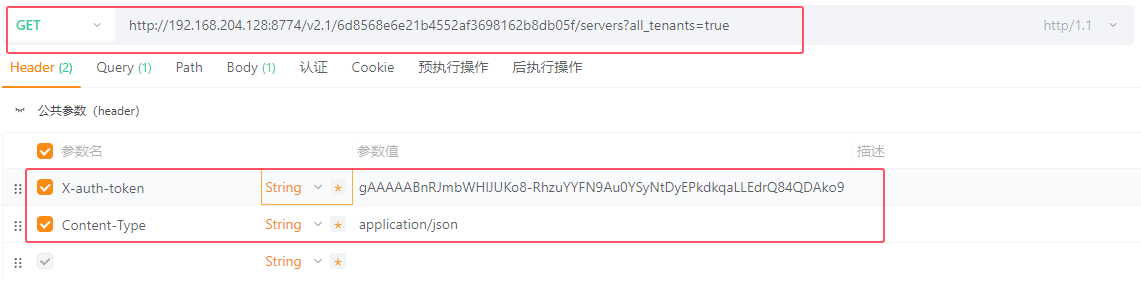 GET http://192.168.204.128:8774/v2.1/6d8568e6e21b4552af3698162b8db05f/servers?all_tenants=true http/1.1
Header (2) Query (1) Path Body (1) 认证 Cookie 预执行操作 后执行操作
公共参数（header）
参数名 参数值 描述
X-auth-token String * gAAAAABnRJmbWHIJUKo8-RhzuYYFN9Au0YSyNtDyEPkdkqaLLEdrQ84QDAko9
Content-Type String * application/json
String *